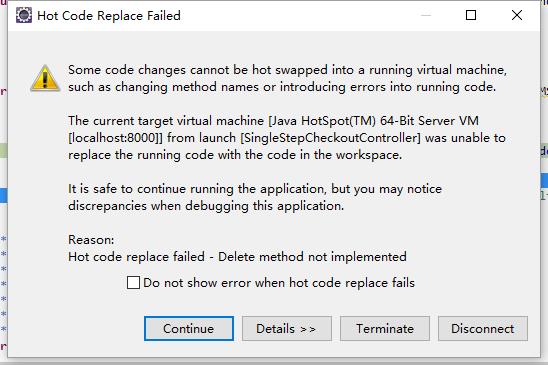 Hot Code Replace Failed
Some code changes cannot be hot swapped into a running virtual machine,
such as changing method names or introducing errors into running code.
The current target virtual machine [Java HotSpot(TM) 64-Bit Server VM
[localhost:8000]] from launch [SingleStepCheckoutController] was unable to
replace the running code with the code in the workspace.
It is safe to continue running the application, but you may notice
discrepancies when debugging this application.
Reason:
Hot code replace failed - Delete method not implemented
Do not show error when hot code replace fails
Continue
Details >>
Terminate
Disconnect